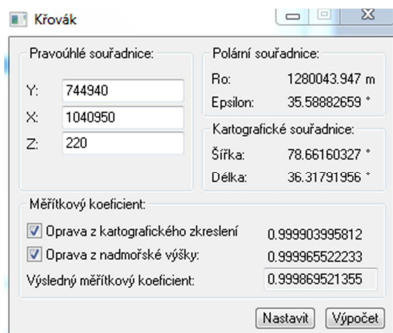 Křovák
Pravoúhlé souřadnice:
Y: 744940
X: 1040950
Z: 220
Polární souřadnice:
Ro: 1280043.947 m
Epsilon: 35.58882659 °
Kartografické souřadnice:
Šířka: 78.66160327 °
Délka: 36.31791956 °
Měřítkový koeficient:
Oprava z kartografického zkreslení 0.999903995812
Oprava z nadmořské výšky: 0.999965522233
Výsledný měřítkový koeficient: 0.999869521355
Nastavit Výpočet